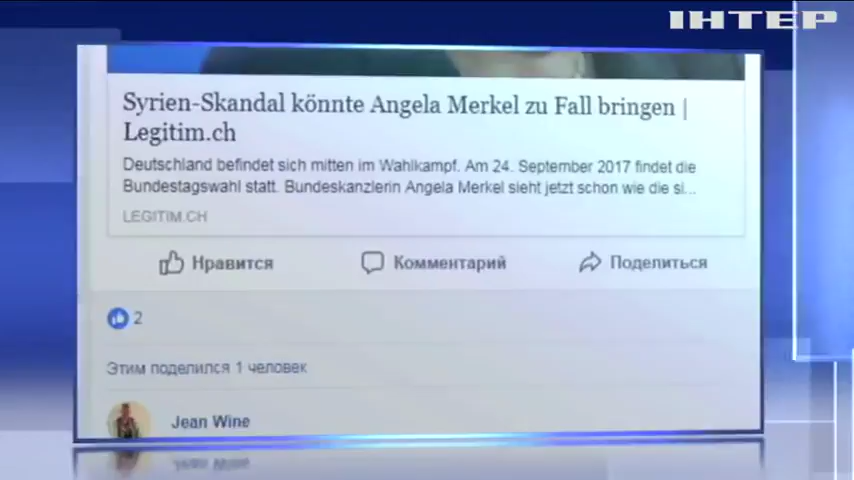 ІНТЕР
Syrien-Skandal könnte Angela Merkel zu Fall bringen |
Legitim.ch
Deutschland befindet sich mitten im Wahlkampf. Am 24. September 2017 findet die
Bundestagswahl statt. Bundeskanzlerin Angela Merkel sieht jetzt schon wie die si...
LEGITIM.CH
Нравится Комментарий Поделиться
2
Этим поделился 1 человек
Jean Wine